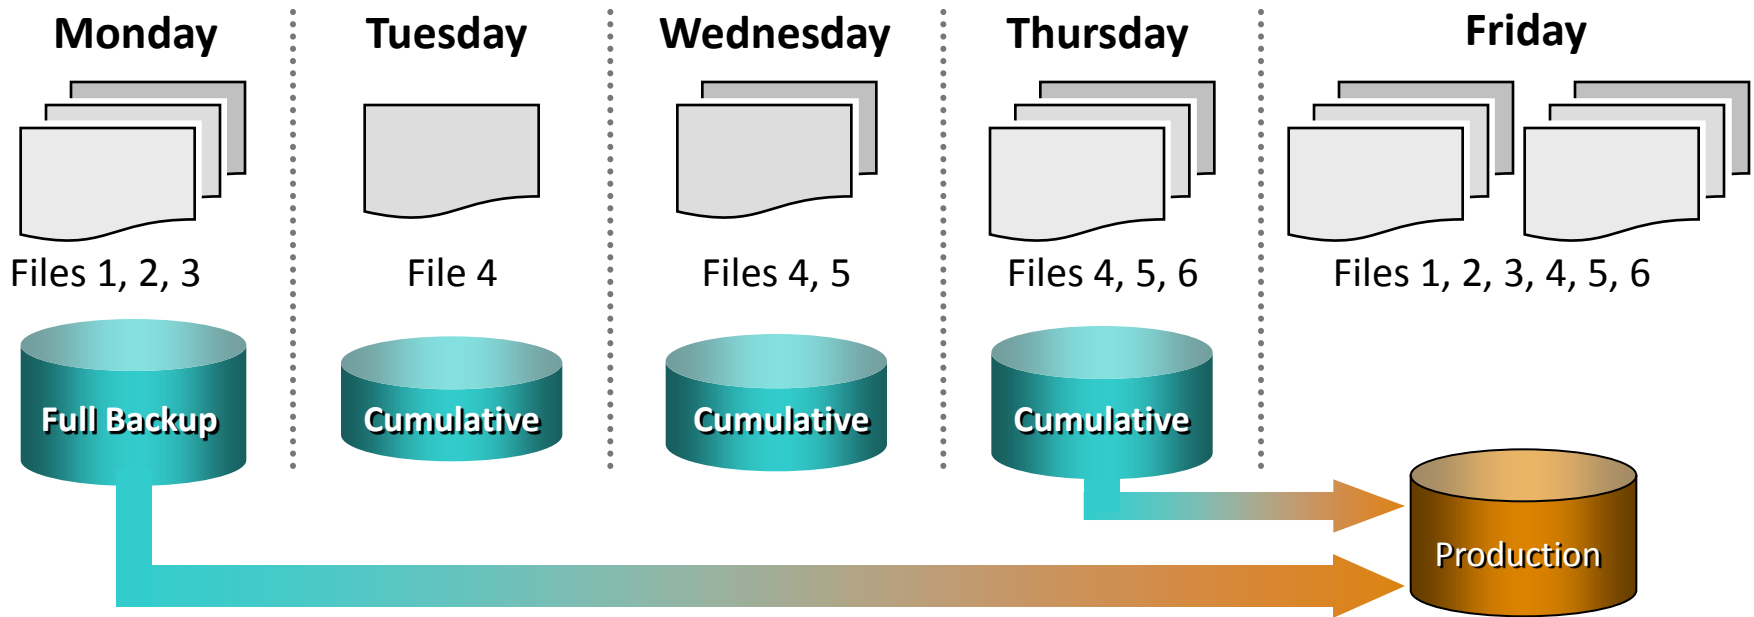 Monday
Tuesday
Wednesday
Thursday
Friday
Files 1, 2, 3
File 4
Files 4, 5
Files 4, 5, 6
Files 1, 2, 3, 4, 5, 6
Full Backup
Cumulative
Cumulative
Cumulative
Production